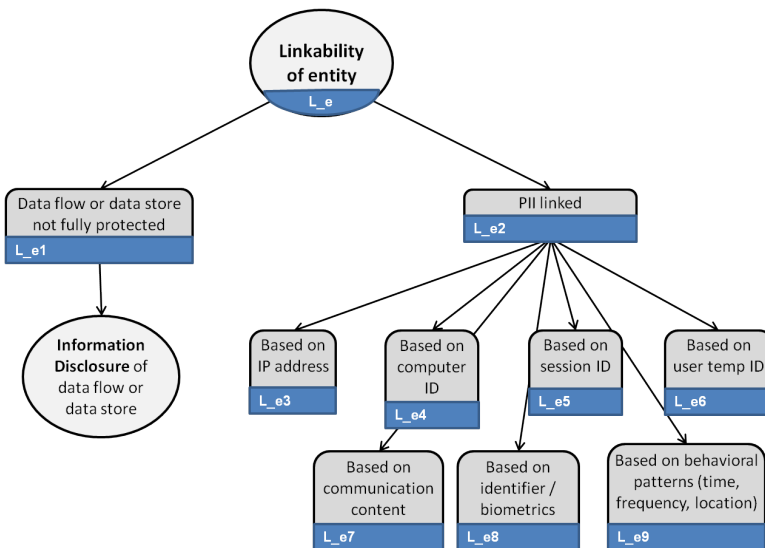 Linkability
of entity
L_e
Data flow or data store
not fully protected
L_e1
PII linked
L_e2
Information
Disclosure of
data flow or
data store
Based on
IP address
L_e3
Based on
computer
ID
L_e4
Based on
session ID
L_e5
Based on
user temp ID
L_e6
Based on
communication
content
L_e7
Based on
identifier /
biometrics
L_e8
Based on behavioral
patterns (time,
frequency, location)
L_e9